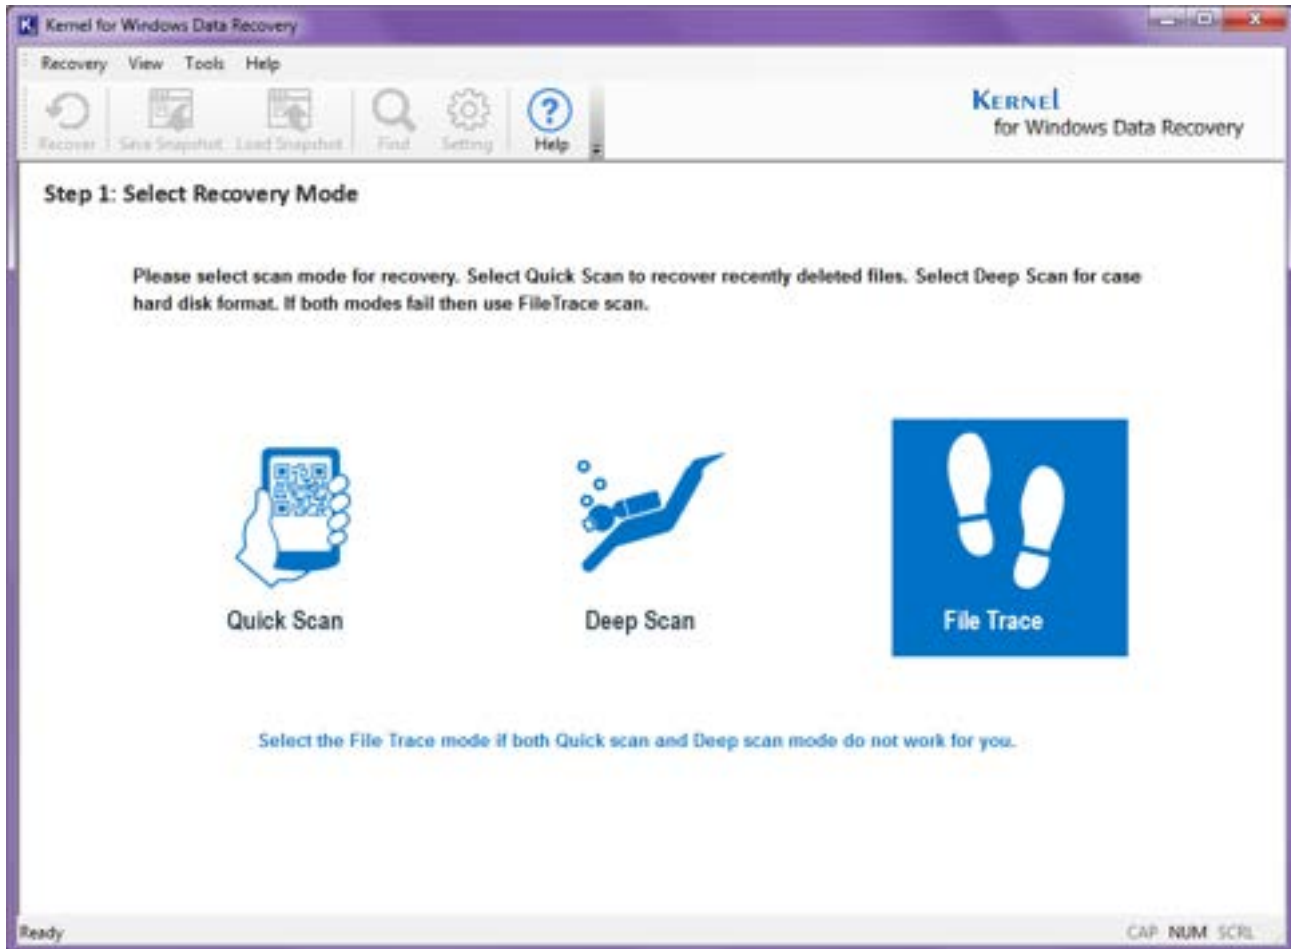 Kernel for Windows Data Recovery
Recovery View Tools Help
KERNEl
for Windows Data Recovery
Recover Save Snapshot Load Snapshot Find Setting Help
Step 1: Select Recovery Mode
Please select scan mode for recovery. Select Quick Scan to recover recently deleted files. Select Deep Scan for case
hard disk format. If both modes fail then use FileTrace scan.
Quick Scan Deep Scan File Trace
Select the File Trace mode if both Quick scan and Deep scan mode do not work for you.
Ready CAP NUM SCRL